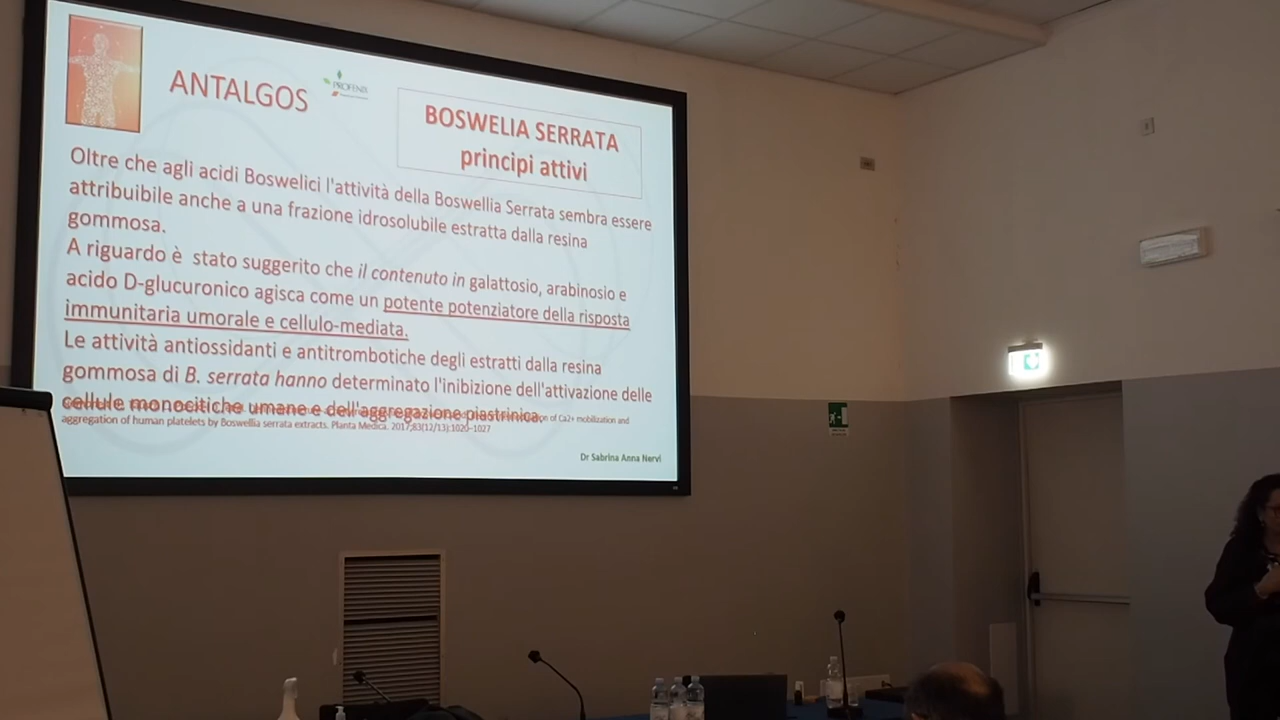 ANTALGOS
PROFENIX
BOSWELIA SERRATA
principi attivi
Oltre che agli acidi Boswelici l'attività della Boswellia Serrata sembra essere
attribuibile anche a una frazione idrosolubile estratta dalla resina
gommosa.
A riguardo è stato suggerito che il contenuto in galattosio, arabinosio e
acido D-glucuronico agisca come un potente potenziatore della risposta
immunitaria umorale e cellulo-mediata.
Le attività antiossidanti e antitrombotiche degli estratti dalla resina
gommosa di B. serrata hanno determinato l'inibizione dell'attivazione delle
cellule monocitiche umane e dell'aggregazione piastrinica.
of Ca2+ mobilization and
aggregation of human platelets by Boswellia serrata extracts. Planta Medica. 2017;83(12/13):1020–1027
Dr Sabrina Anna Nervi